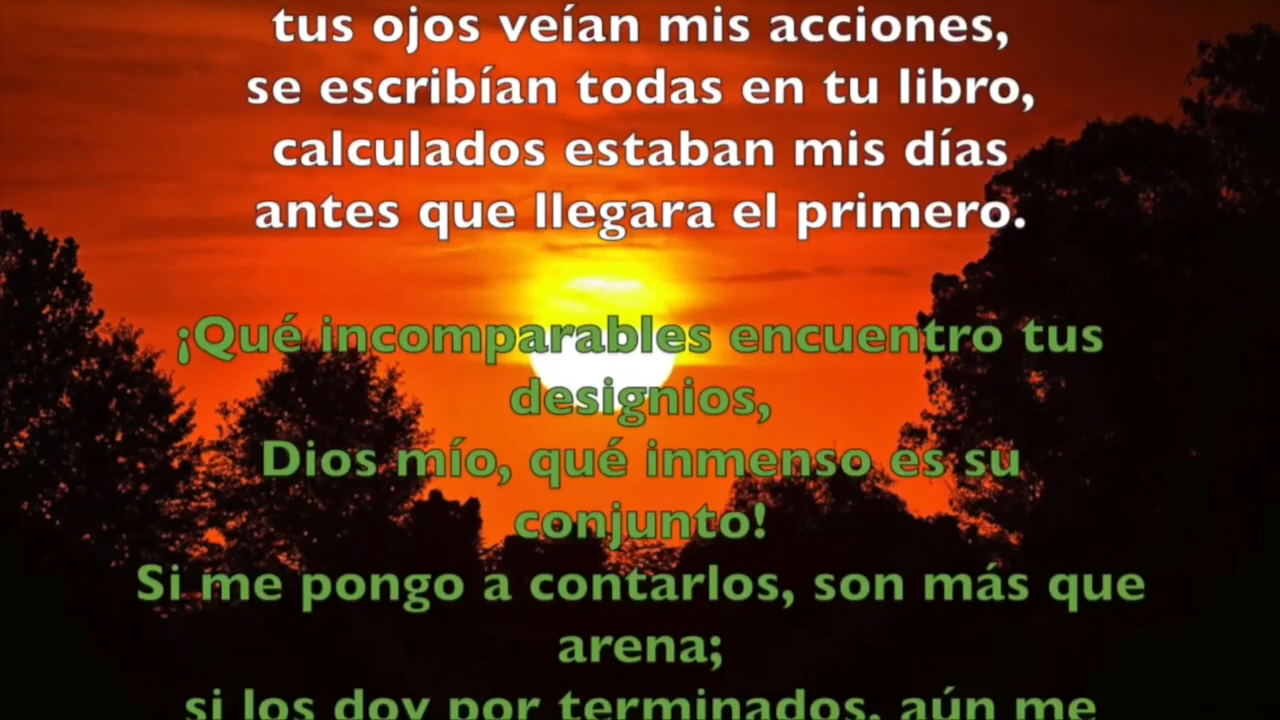 tus ojos veían mis acciones,
se escribían todas en tu libro,
calculados estaban mis días
antes que llegara el primero.
¡Qué incomparables encuentro tus
designios,
Dios mío, qué inmenso es su
conjunto!
Si me pongo a contarlos, son más que
arena;
si los doy por terminados, aún me